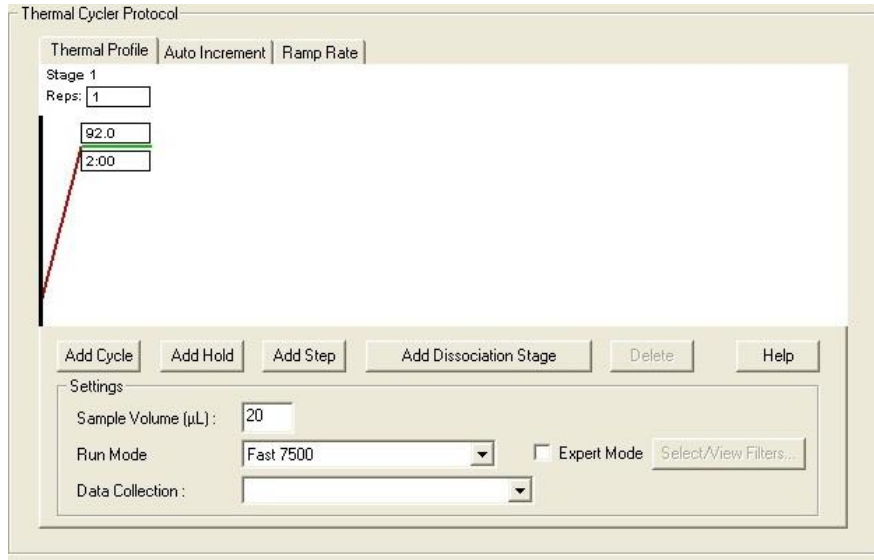 Thermal Cycler Protocol
Thermal Profile Auto Increment Ramp Rate
Stage 1
Reps: 1
92.0
2:00
Add Cycle Add Hold Add Step Add Dissociation Stage Delete Help
Settings
Sample Volume (µL) : 20
Run Mode Fast 7500 Expert Mode Select/View Filters...
Data Collection :